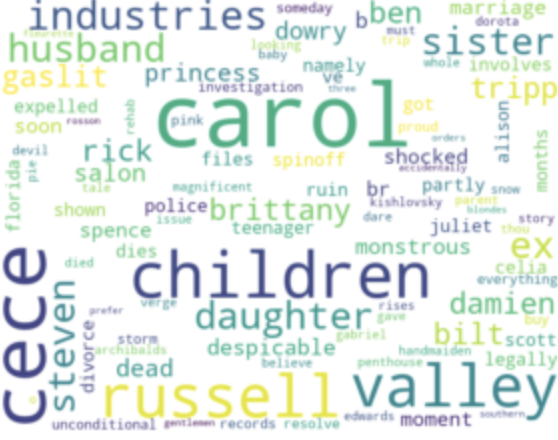 industries someday b ben marriage
dorota
fleurette looking dowry must sister
husband baby trip whole involves
gaslit princess namely ve tripp
investigation three
expelled rehab pink got alison
soon rosson carol proud months
devil rick files spinoff shocked orders
pie salon accidentally
florida tale magnificent ruin br partly snow
shown police brittany kishlovsky parent
issue dare blondes
spence teenager juliet story
thou
dies monstrous ex
celia
cece died children everything
steven prefer verge daughter rises damien
gave buy
divorce storm gabriel bilt scott
archibalds despicable handmaiden
dead believe penthouse legally
russell valley
unconditional gentlemen records resolve edwards moment southern